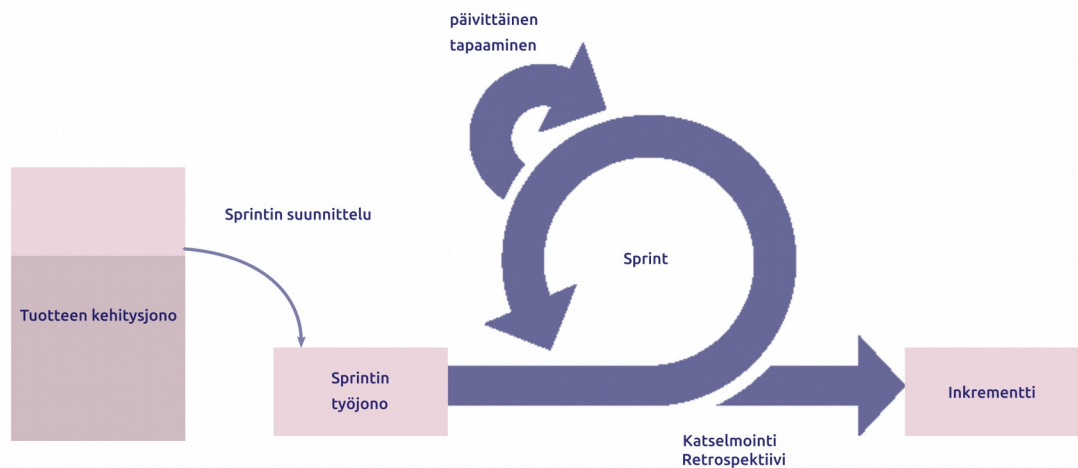 päivittäinen
tapaaminen
Sprintin suunnittelu
Sprint
Tuotteen kehitysjono
Sprintin
työjono
Inkrementti
Katselmointi
Retrospektiivi